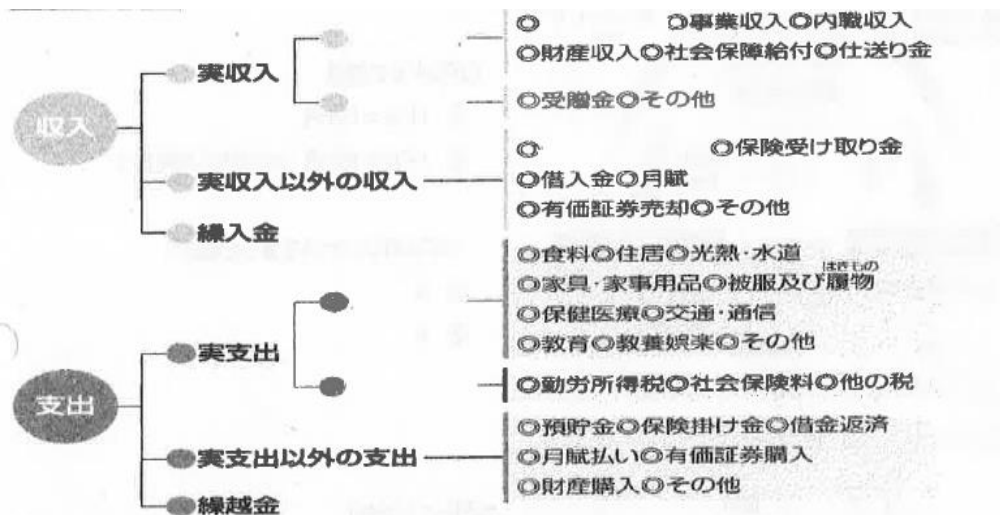 ◎ ◎事業収入◎内職収入
◎財産収入◎社会保障給付◎仕送り金
実収入
◎受贈金◎その他
収入
◎ ◎保険受け取り金
実収入以外の収入
◎借入金◎月賦
◎有価証券売却◎その他
繰入金
◎食料◎住居◎光熱・水道
はきもの
◎家具・家事用品◎被服及び履物
◎保健医療◎交通・通信
◎教育◎教養娯楽◎その他
実支出
◎勤労所得税◎社会保険料◎他の税
支出
◎預貯金◎保険掛け金◎借金返済
実支出以外の支出
◎月賦払い◎有価証券購入
◎財産購入◎その他
繰越金